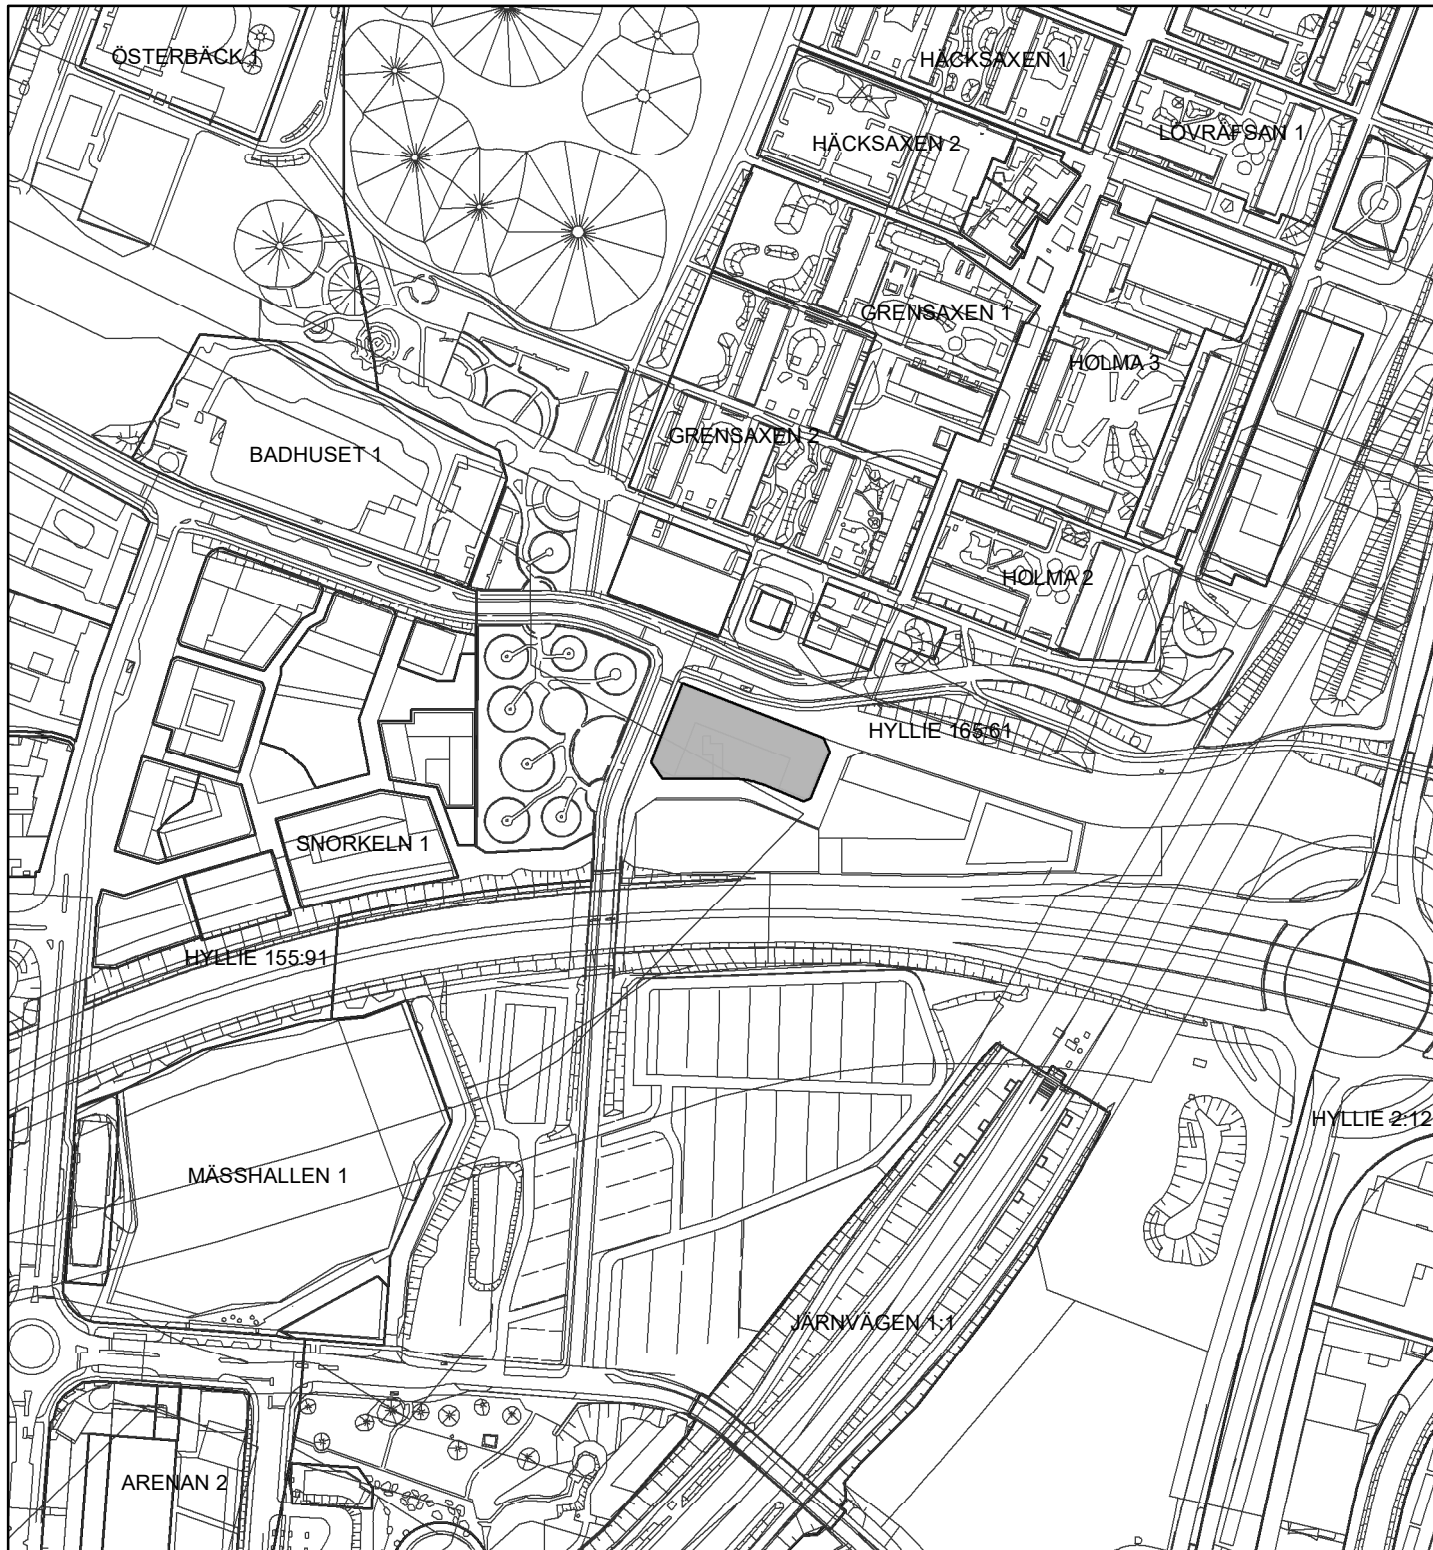 ÖSTERBÄCK 1
HÄCKSAXEN 1
HÄCKSAXEN 2
LÖVRÄFSAN 1
GRENSAXEN 1
HOLMA 3
GRENSAXEN 2
BADHUSET 1
HOLMA 2
HYLLIE 165:61
SNORKELN 1
HYLLIE 155:91
HYLLIE 2:12
MÄSSHALLEN 1
JÄRNVÄGEN 1:1
ARENAN 2